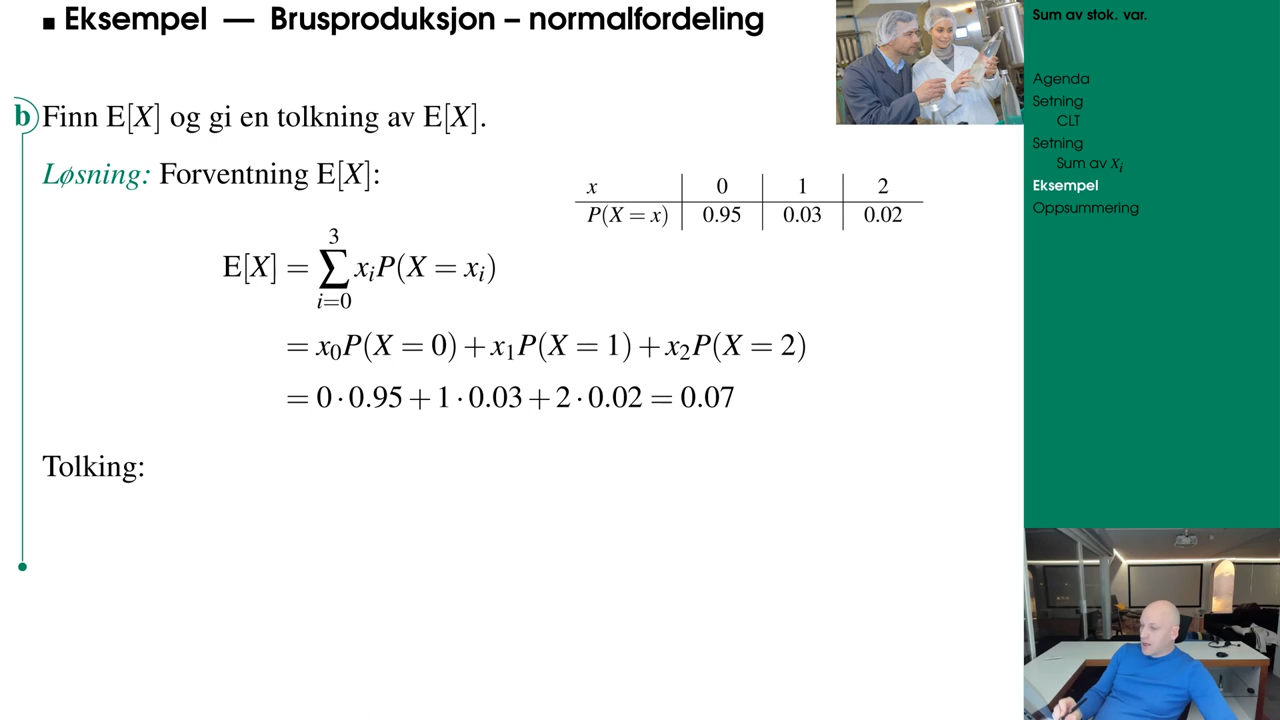 Eksempel — Brusproduksjon – normalfordeling
b Finn E[X] og gi en tolkning av E[X].
Løsning: Forventning E[X]:
x 0 1 2
P(X = x) 0.95 0.03 0.02
E[X] = ∑_{i=0}^{3} x_i P(X = x_i)
= x_0 P(X = 0) + x_1 P(X = 1) + x_2 P(X = 2)
= 0 · 0.95 + 1 · 0.03 + 2 · 0.02 = 0.07
Tolking:
Sum av stok. var.
Agenda
Setning
CLT
Setning
Sum av X_i
Eksempel
Oppsummering